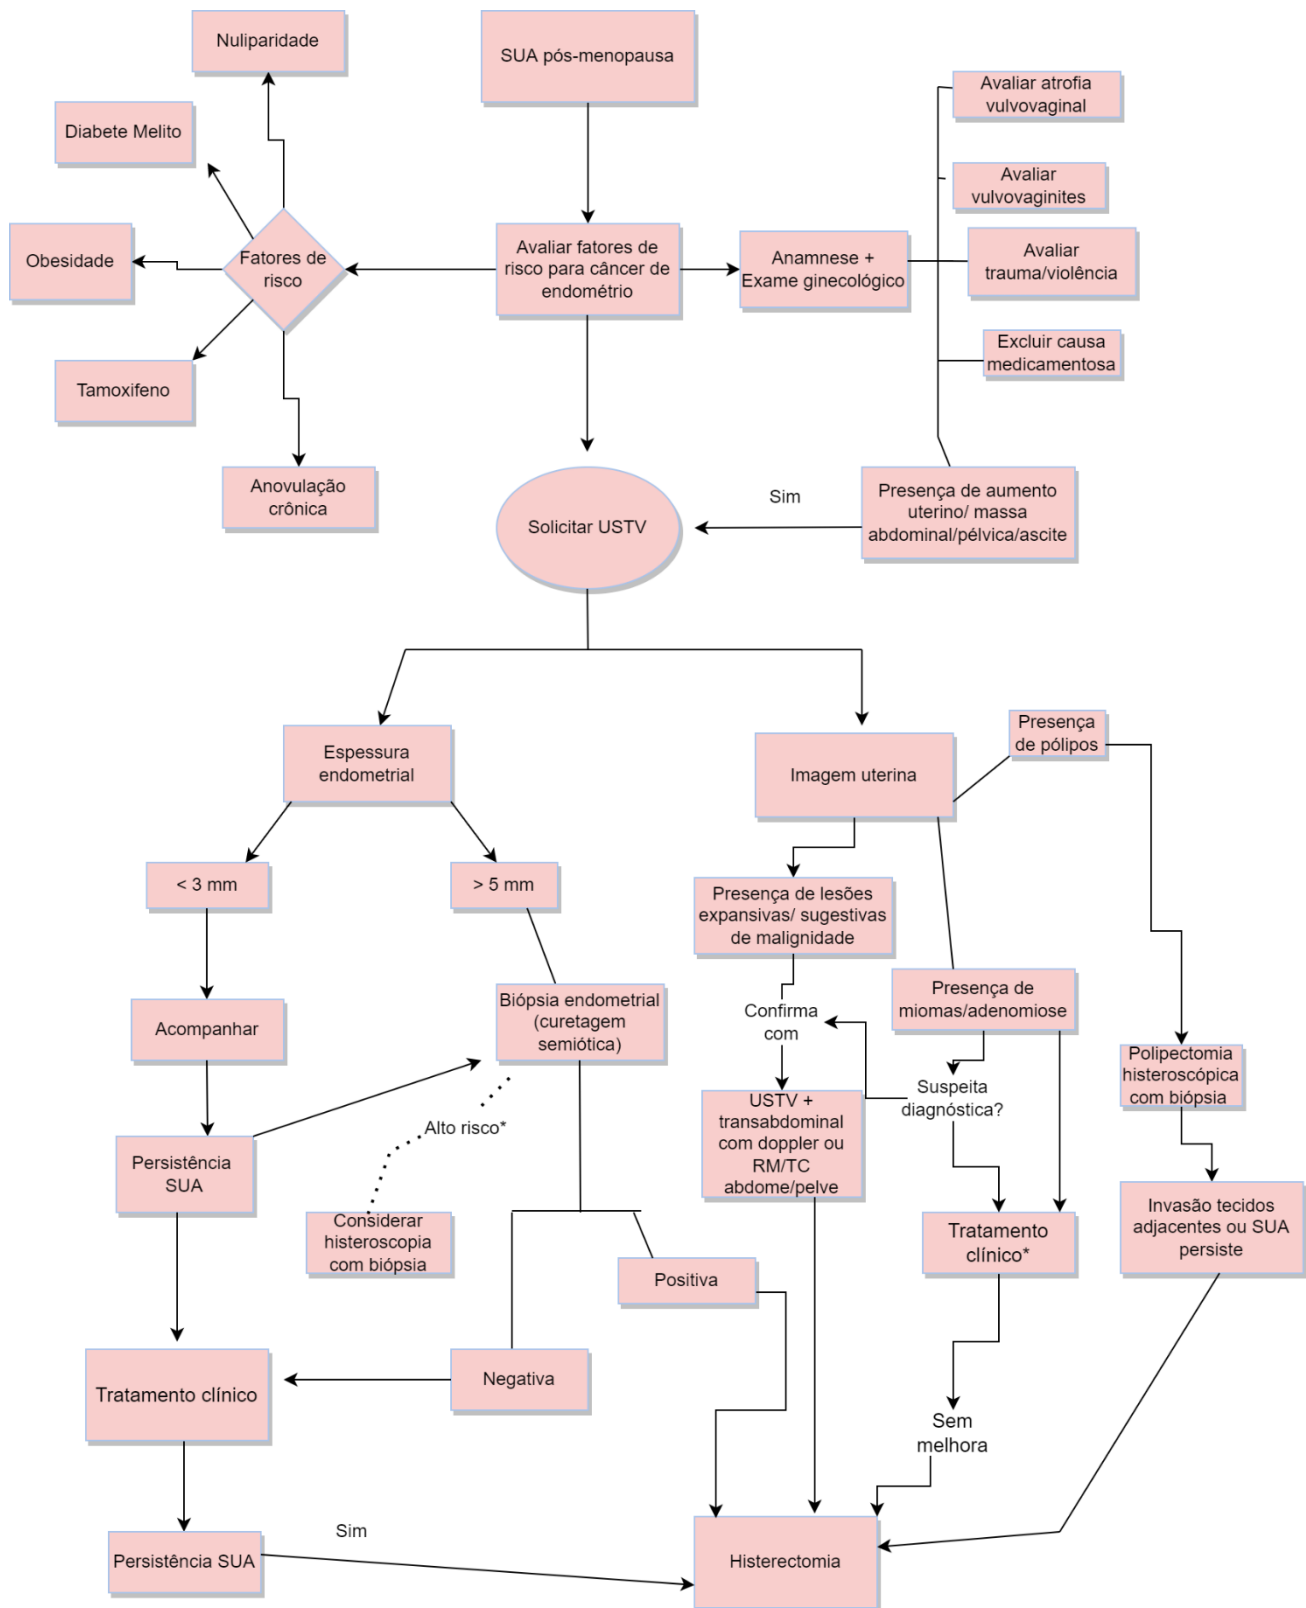 Nuliparidade
SUA pós-menopausa
Avaliar atrofia
vulvovaginal
Diabete Melito
Avaliar
vulvovaginites
Obesidade
Fatores de
risco
Avaliar fatores de
risco para câncer de
endométrio
Anamnese +
Exame ginecológico
Avaliar
trauma/violência
Excluir causa
medicamentosa
Tamoxifeno
Anovulação
crônica
Solicitar USTV
Sim
Presença de aumento
uterino/ massa
abdominal/pélvica/ascite
Espessura
endometrial
Imagem uterina
Presença
de pólipos
< 3 mm
> 5 mm
Presença de lesões
expansivas/ sugestivas
de malignidade
Acompanhar
Biópsia endometrial
(curetagem
semiótica)
Confirma
com
Presença de
miomas/adenomiose
Polipectomia
histeroscópica
com biópsia
Suspeita
diagnóstica?
USTV +
transabdominal
com doppler ou
RM/TC
abdome/pelve
Alto risco*
Persistência
SUA
Considerar
histeroscopia
com biópsia
Tratamento
clínico*
Invasão tecidos
adjacentes ou SUA
persiste
Positiva
Tratamento clínico
Negativa
Sem
melhora
Persistência SUA
Sim
Histerectomia